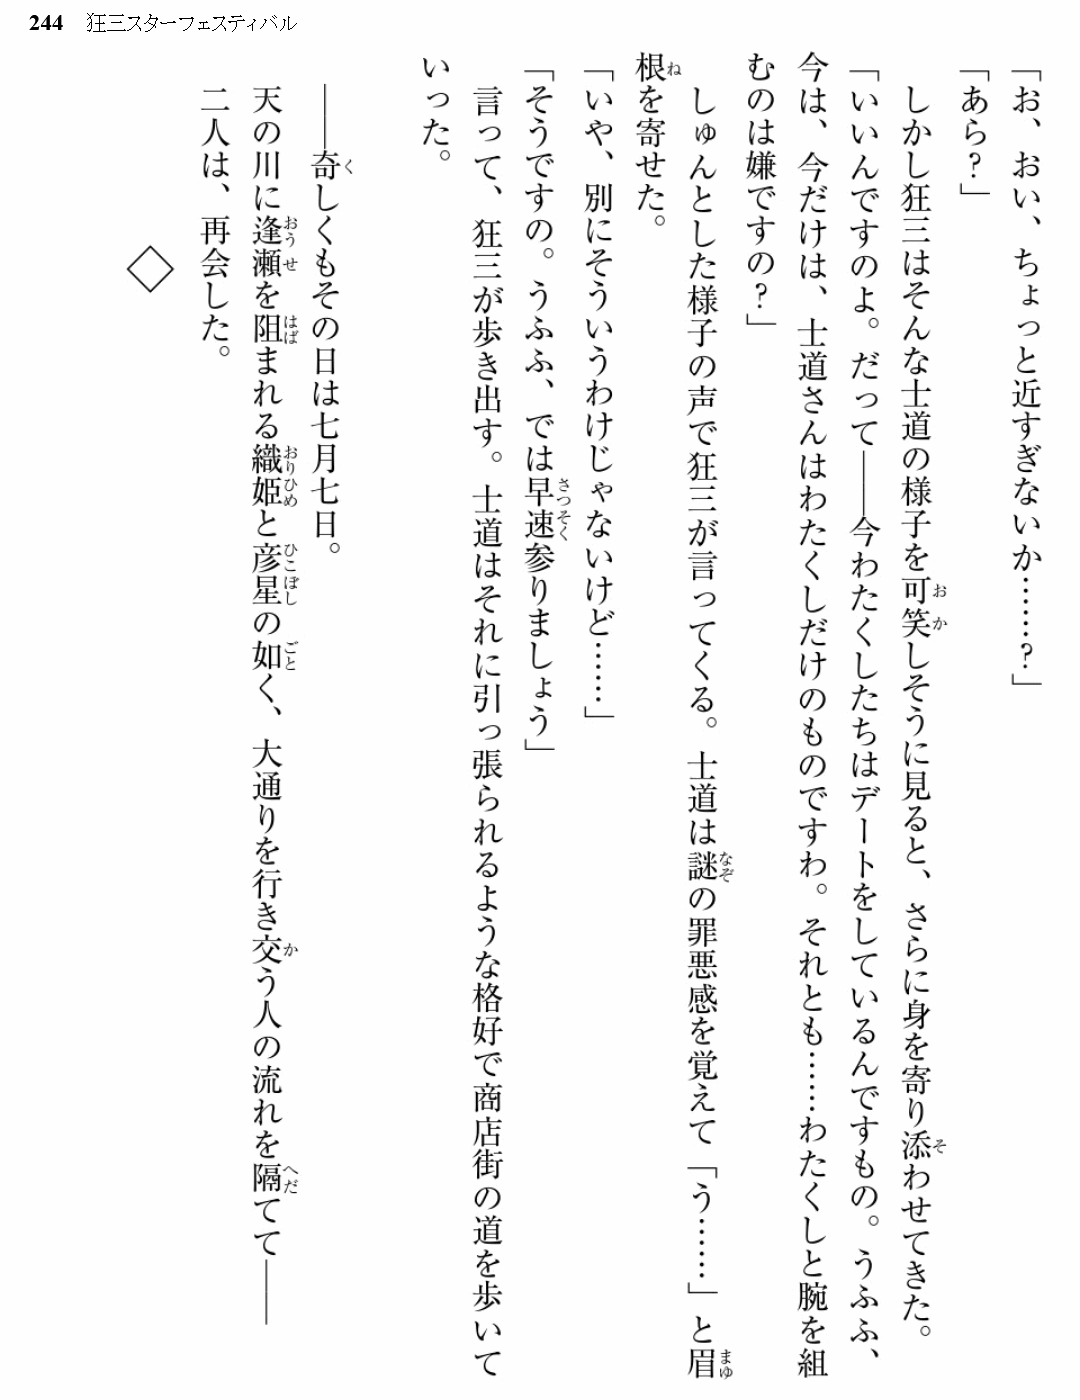 244 狂三スターフェスティバル
「お、おい、ちょっと近すぎないか……？」
「あら？」
しかし狂三はそんな士道の様子を可笑しそうに見ると、さらに身を寄り添わせてきた。
「いいんですのよ。だって――今わたくしたちはデートをしているんですもの。うふふ、
今は、今だけは、士道さんはわたくしだけのものですわ。それとも……わたくしと腕を組
むのは嫌ですの？」
しゅんとした様子の声で狂三が言ってくる。士道は謎の罪悪感を覚えて「う……」と眉
根を寄せた。
「いや、別にそういうわけじゃないけど……」
「そうですの。うふふ、では早速参りましょう」
言って、狂三が歩き出す。士道はそれに引っ張られるような格好で商店街の道を歩いて
いった。
――奇しくもその日は七月七日。
天の川に逢瀬を阻まれる織姫と彦星の如く、大通りを行き交う人の流れを隔てて――
二人は、再会した。
◇